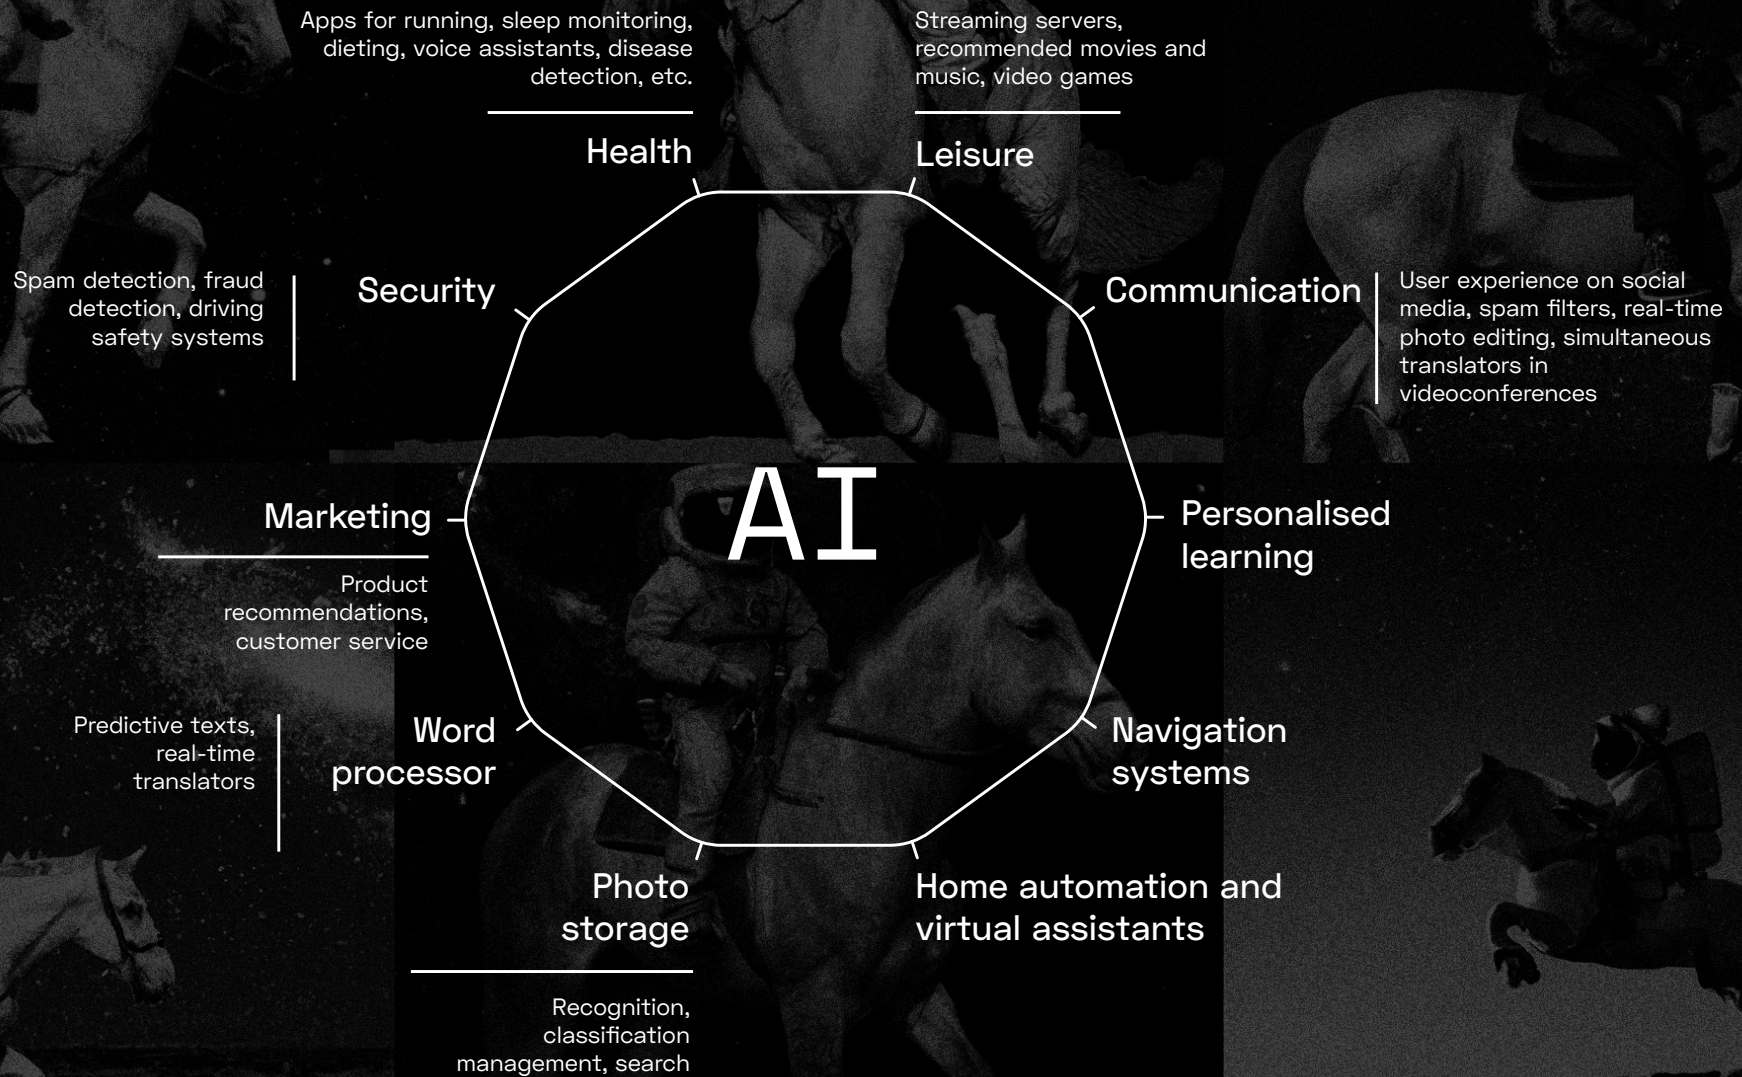 Apps for running, sleep monitoring,
dieting, voice assistants, disease
detection, etc.
Health
Streaming servers,
recommended movies and
music, video games
Leisure
Spam detection, fraud
detection, driving
safety systems
Security
Communication
User experience on social
media, spam filters, real-time
photo editing, simultaneous
translators in
videoconferences
AI
Marketing
Product
recommendations,
customer service
Personalised
learning
Predictive texts,
real-time
translators
Word
processor
Navigation
systems
Photo
storage
Recognition,
classification
management, search
Home automation and
virtual assistants